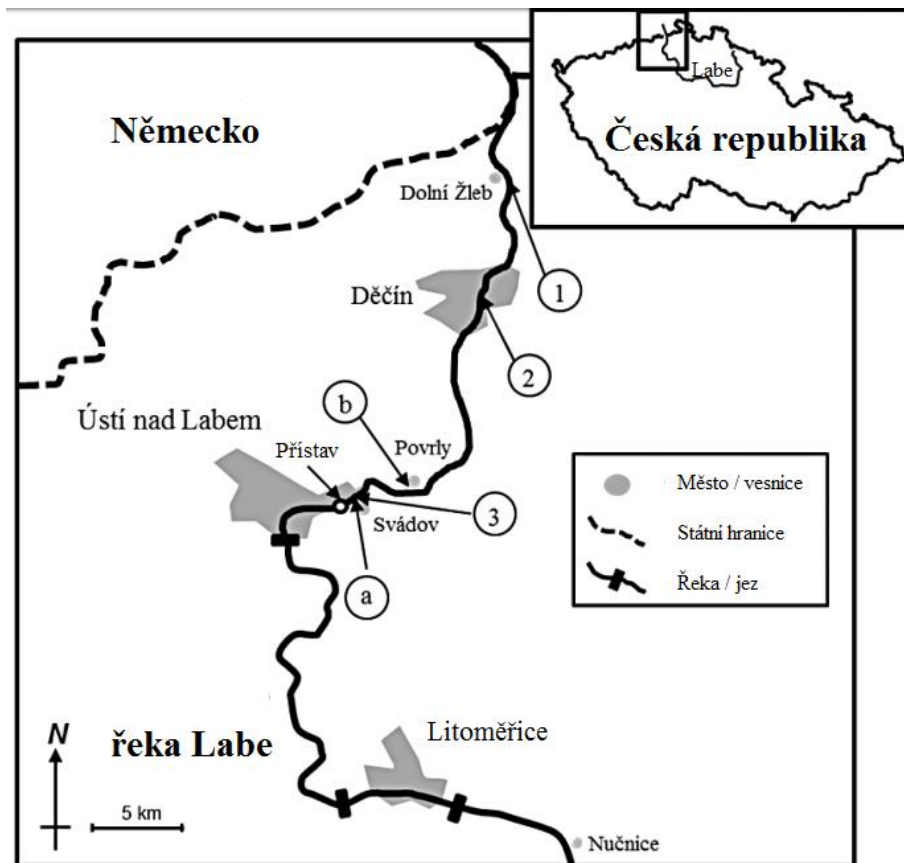 Německo
Labe
Česká republika
Dolní Žleb
1
Děčín
2
Ústí nad Labem
b
Přístav
Povrly
3
Svádov
a
Město / vesnice
Státní hranice
Řeka / jez
řeka Labe
Litoměřice
N
5 km
Nučnice